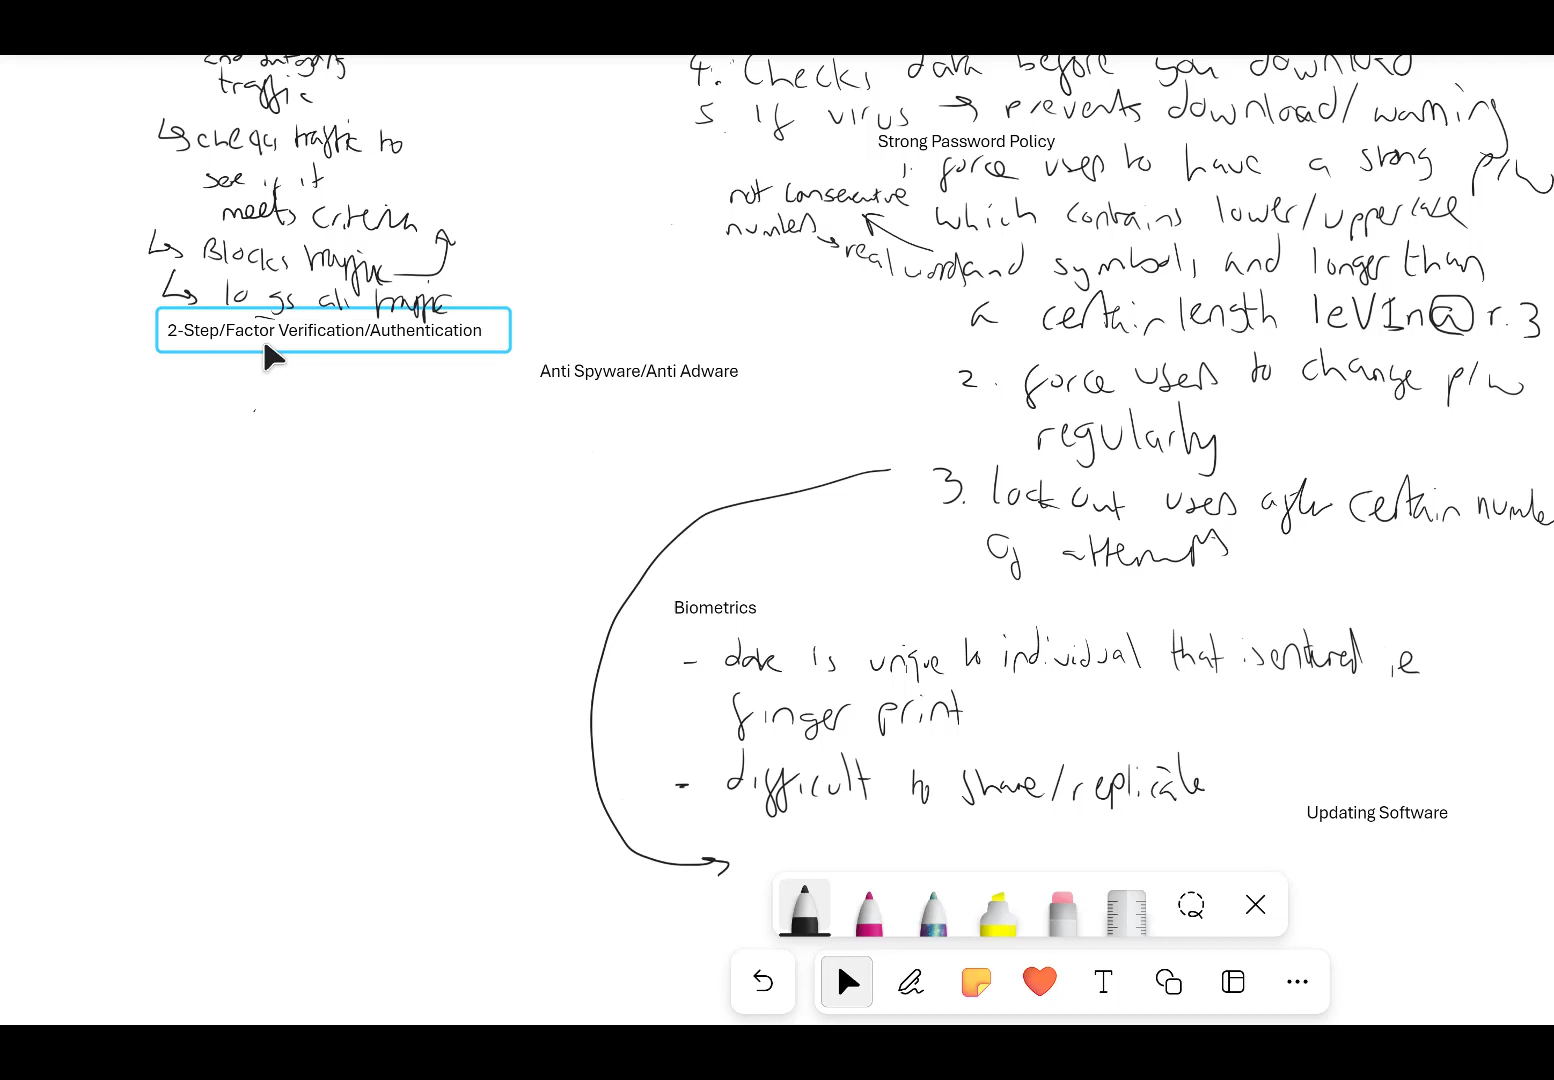 traffic
↳ checks traffic to
see if it
meets criteria
↳ Blocks traffic
↳ logs all traffic
2-Step/Factor Verification/Authentication
Anti Spyware/Anti Adware
4. Checks data before you download
5. If virus → prevents download/warning
Strong Password Policy
1. force users to have a strong p/w
which contains lower/uppercase
and symbols and longer than
a certain length leVIn@r.3
not consecutive
numbers → real words
2. force users to change p/w
regularly
3. lock out users after certain number
of attempts
Biometrics
- data is unique to individual that is entered ie
finger print
- difficult to share/replicate
Updating Software
T